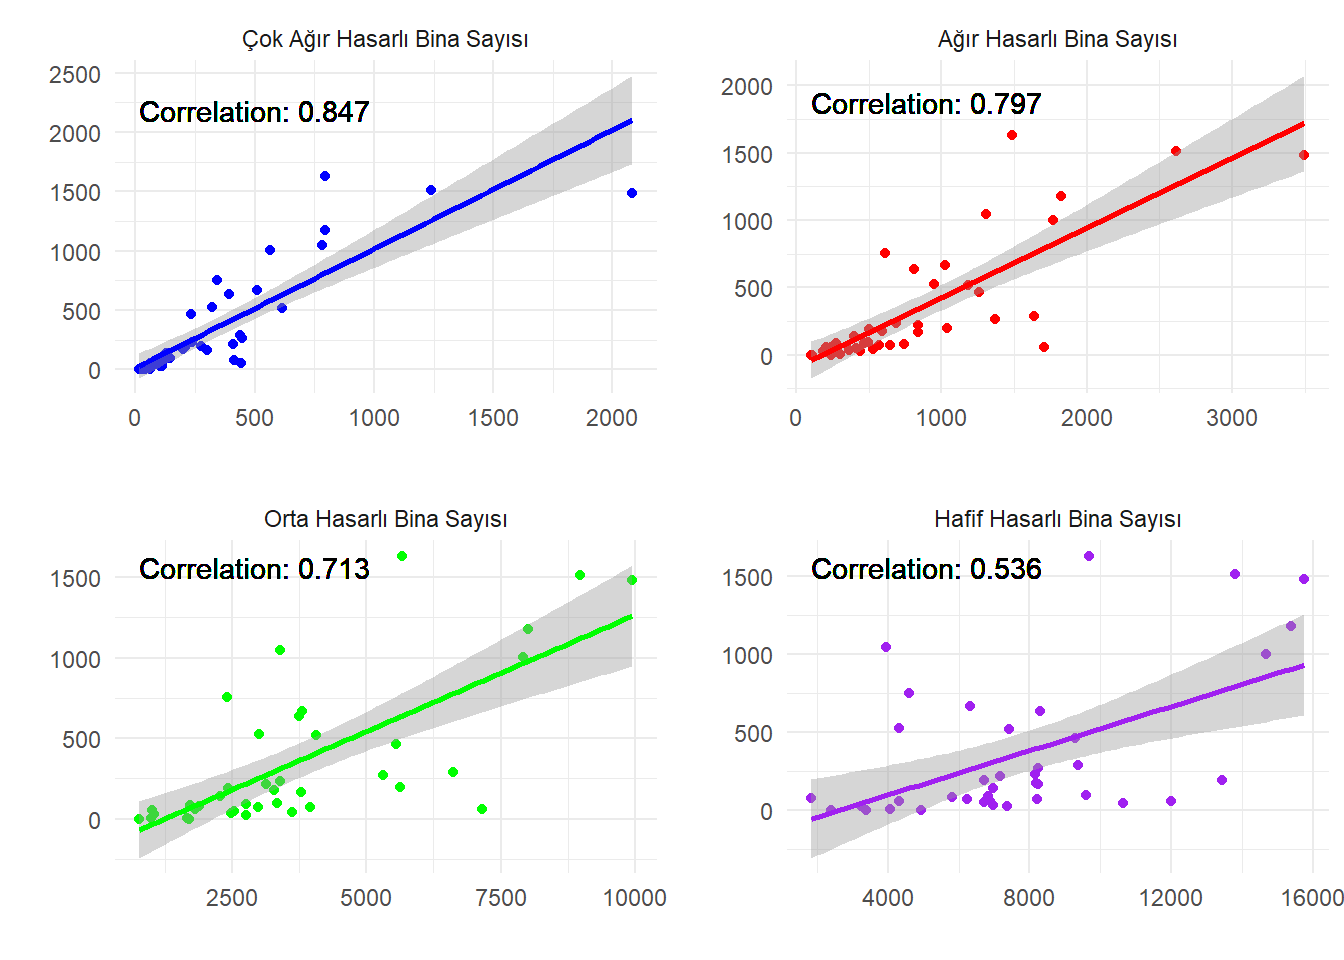 Çok Ağır Hasarlı Bina Sayısı
Correlation: 0.847
2500
2000
1500
1000
500
0
0 500 1000 1500 2000
Ağır Hasarlı Bina Sayısı
Correlation: 0.797
2000
1500
1000
500
0
0 1000 2000 3000
Orta Hasarlı Bina Sayısı
Correlation: 0.713
1500
1000
500
0
2500 5000 7500 10000
Hafif Hasarlı Bina Sayısı
Correlation: 0.536
1500
1000
500
0
4000 8000 12000 16000